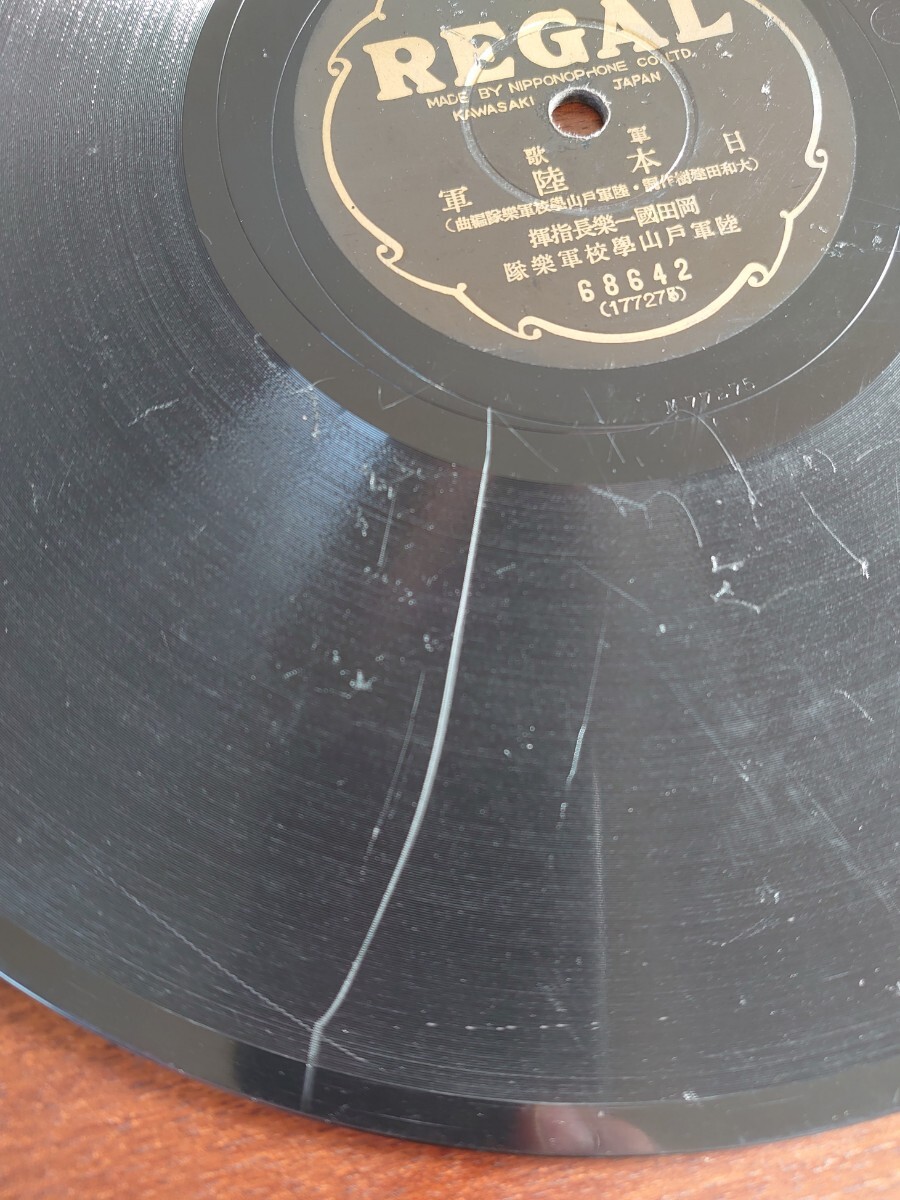 REGAL
MADE BY NIPPONOPHONE CO. LTD.
KAWASAKI JAPAN
軍歌
日本陸軍
(大和田建樹作詞・陸軍戸山學校軍樂隊編曲)
岡田國一樂長指揮
陸軍戸山學校軍樂隊
68642